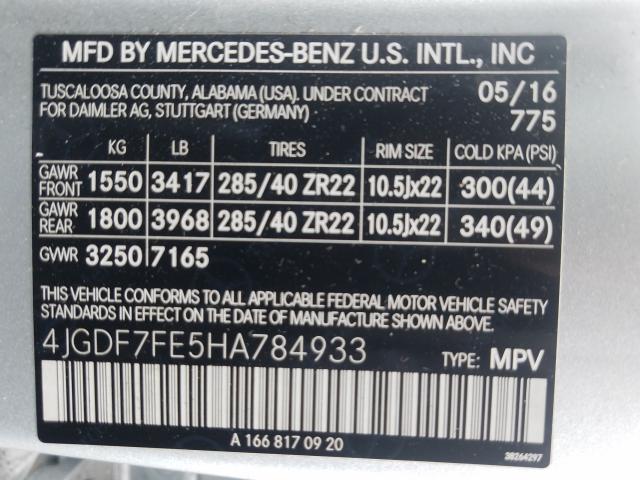 MFD BY MERCEDES-BENZ U.S. INTL., INC
TUSCALOOSA COUNTY, ALABAMA (USA). UNDER CONTRACT 05/16
FOR DAIMLER AG, STUTTGART (GERMANY) 775
KG LB TIRES RIM SIZE COLD KPA (PSI)
GAWR FRONT 1550 3417 285/40 ZR22 10.5Jx22 300(44)
GAWR REAR 1800 3968 285/40 ZR22 10.5Jx22 340(49)
GVWR 3250 7165
THIS VEHICLE CONFORMS TO ALL APPLICABLE FEDERAL MOTOR VEHICLE SAFETY
STANDARDS IN EFFECT ON THE DATE OF MANUFACTURE SHOWN ABOVE.
4JGDF7FE5HA784933 TYPE: MPV
A 166 817 09 20
38264297